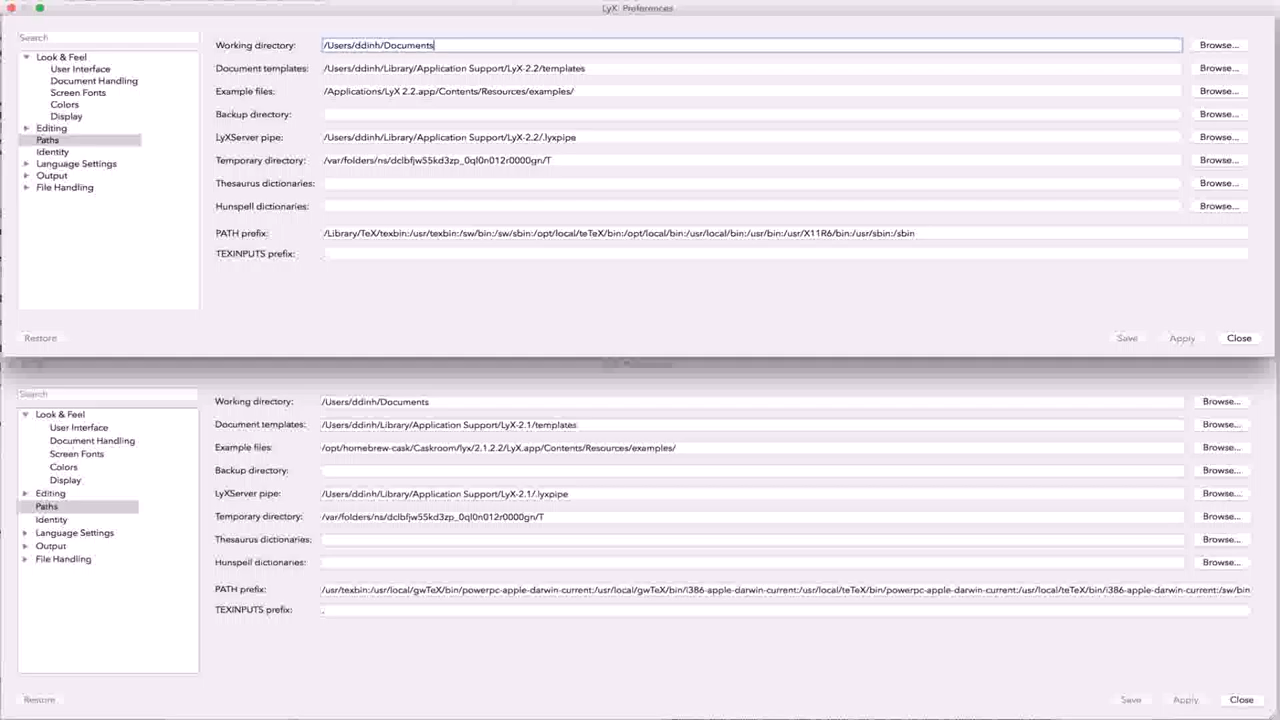 LyX: Preferences
Search
Look & Feel
User Interface
Document Handling
Screen Fonts
Colors
Display
Editing
Paths
Identity
Language Settings
Output
File Handling
Working directory: /Users/ddinh/Documents Browse...
Document templates: /Users/ddinh/Library/Application Support/LyX-2.2/templates Browse...
Example files: /Applications/LyX 2.2.app/Contents/Resources/examples/ Browse...
Backup directory: Browse...
LyXServer pipe: /Users/ddinh/Library/Application Support/LyX-2.2/.lyxpipe Browse...
Temporary directory: /var/folders/ns/dclbfjw55kd3zp_0ql0n012r0000gn/T Browse...
Thesaurus dictionaries: Browse...
Hunspell dictionaries: Browse...
PATH prefix: /Library/TeX/texbin:/usr/texbin:/sw/bin:/sw/sbin:/opt/local/teTeX/bin:/opt/local/bin:/usr/local/bin:/usr/bin:/usr/X11R6/bin:/usr/sbin:/sbin
TEXINPUTS prefix: .
Restore Save Apply Close
Search
Look & Feel
User Interface
Document Handling
Screen Fonts
Colors
Display
Editing
Paths
Identity
Language Settings
Output
File Handling
Working directory: /Users/ddinh/Documents Browse...
Document templates: /Users/ddinh/Library/Application Support/LyX-2.1/templates Browse...
Example files: /opt/homebrew-cask/Caskroom/lyx/2.1.2.2/LyX.app/Contents/Resources/examples/ Browse...
Backup directory: Browse...
LyXServer pipe: /Users/ddinh/Library/Application Support/LyX-2.1/.lyxpipe Browse...
Temporary directory: /var/folders/ns/dclbfjw55kd3zp_0ql0n012r0000gn/T Browse...
Thesaurus dictionaries: Browse...
Hunspell dictionaries: Browse...
PATH prefix: /usr/texbin:/usr/local/gwTeX/bin/powerpc-apple-darwin-current:/usr/local/gwTeX/bin/i386-apple-darwin-current:/usr/local/teTeX/bin/powerpc-apple-darwin-current:/usr/local/teTeX/bin/i386-apple-darwin-current:/sw/bin
TEXINPUTS prefix: .
Restore Save Apply Close